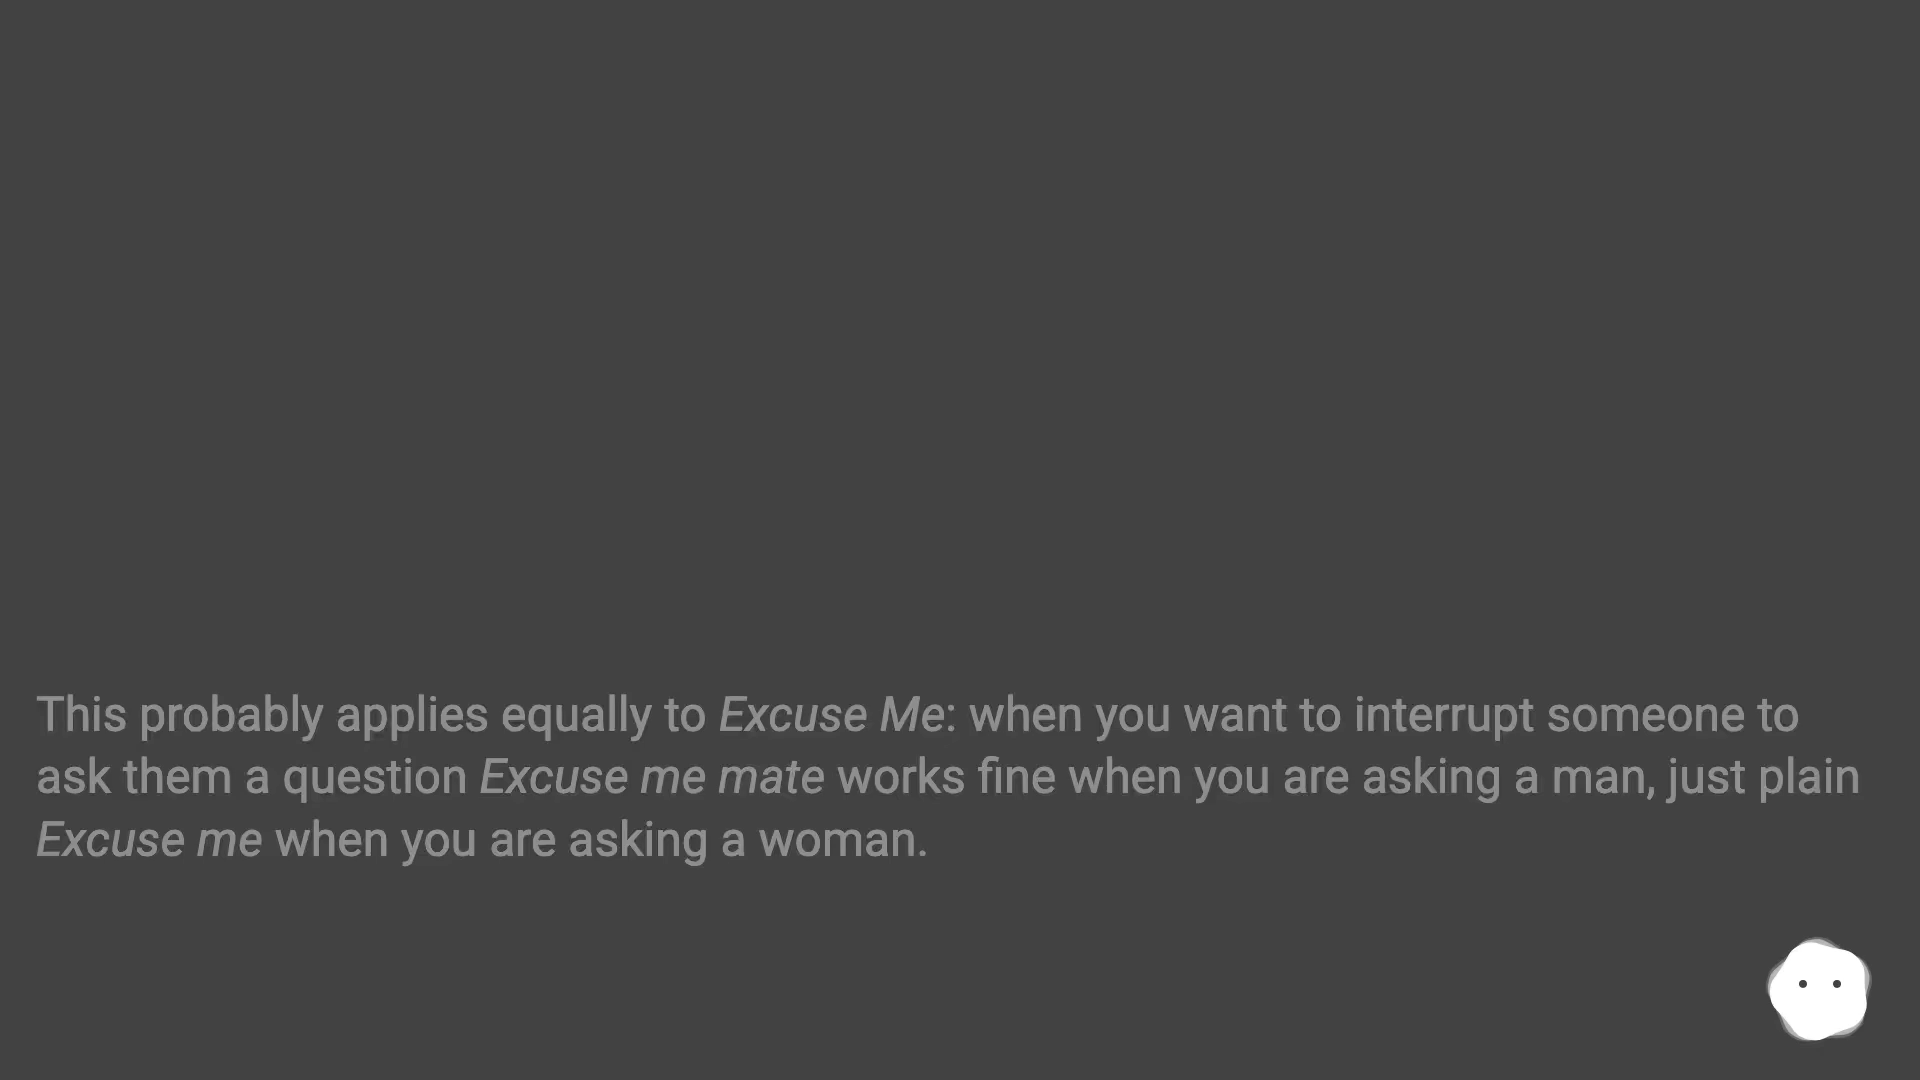 This probably applies equally to Excuse Me: when you want to interrupt someone to
ask them a question Excuse me mate works fine when you are asking a man, just plain
Excuse me when you are asking a woman.